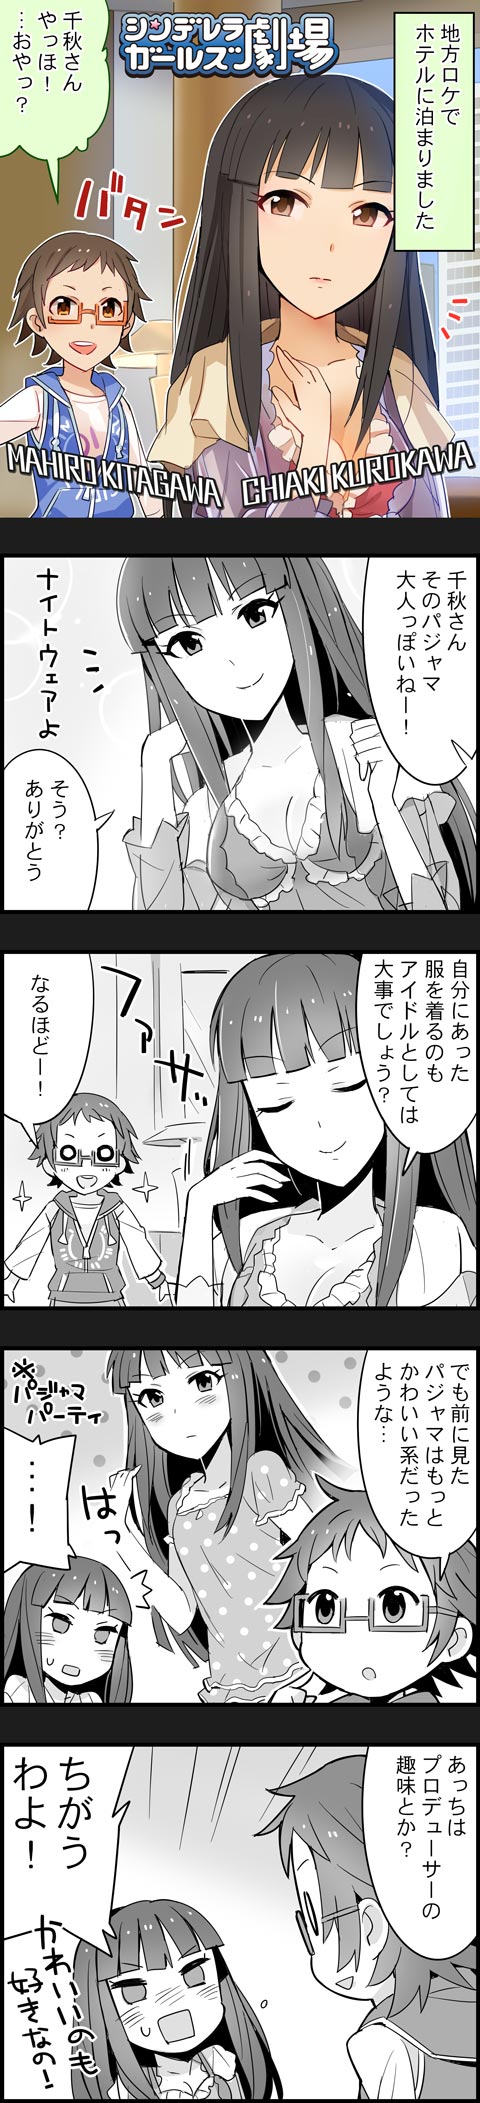 シンデレラ
ガールズ劇場
地方ロケで
ホテルに泊まりました
千秋さん
やっほ！
…おやっ？
バタン
MAHIRO KITAGAWA
CHIAKI KUROKAWA
千秋さん
そのパジャマ
大人っぽいねー！
ナイトウェアよ
そう？
ありがとう
自分にあった
服を着るのも
アイドルとしては
大事でしょう？
ファサ
なるほどー！
でも前に見た
パジャマはもっと
かわいい系だった
ような…
※
パジャマ
パーティ
はっ
…！
あっちは
プロデューサーの
趣味とか？
ちがう
わよ！
かわいいのも
好きなの！